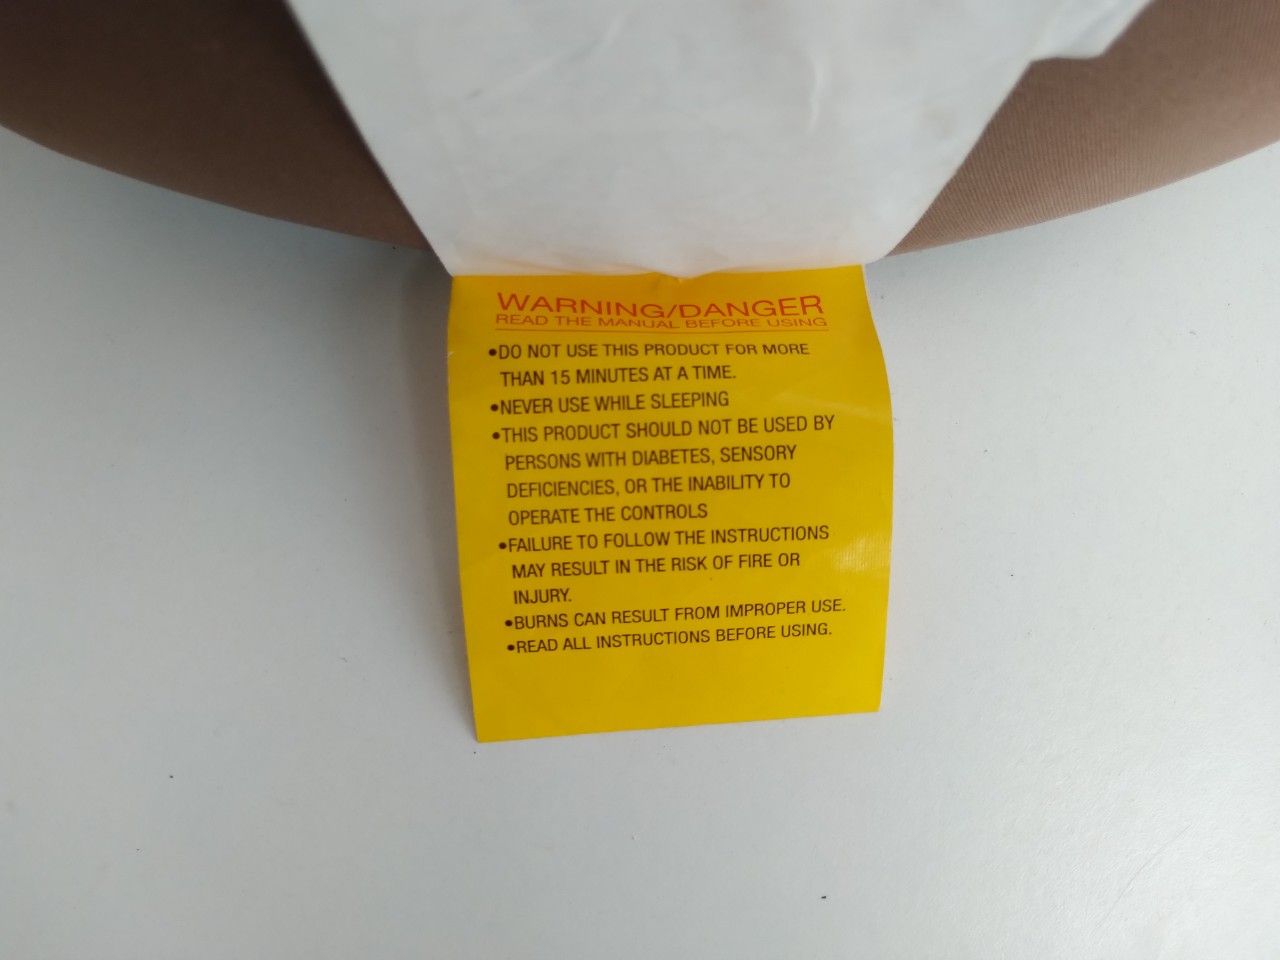 WARNING/DANGER
READ THE MANUAL BEFORE USING
•DO NOT USE THIS PRODUCT FOR MORE
THAN 15 MINUTES AT A TIME.
•NEVER USE WHILE SLEEPING
•THIS PRODUCT SHOULD NOT BE USED BY
PERSONS WITH DIABETES, SENSORY
DEFICIENCIES, OR THE INABILITY TO
OPERATE THE CONTROLS
•FAILURE TO FOLLOW THE INSTRUCTIONS
MAY RESULT IN THE RISK OF FIRE OR
INJURY.
•BURNS CAN RESULT FROM IMPROPER USE.
•READ ALL INSTRUCTIONS BEFORE USING.